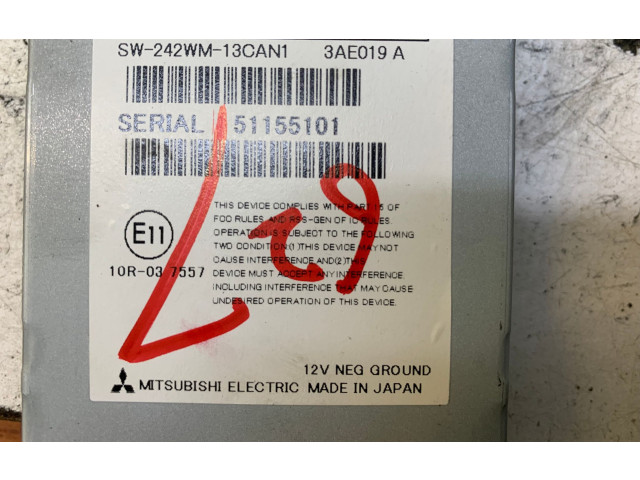 SW-242WM-13CAN1 3AE019 A
SERIAL 51155101
THIS DEVICE COMPLIES WITH PART 15 OF
FCC RULES AND RSS-GEN OF IC RULES.
OPERATION IS SUBJECT TO THE FOLLOWING
TWO CONDITION:(1)THIS DEVICE MAY NOT
CAUSE INTERFERENCE AND(2)THIS
DEVICE MUST ACCEPT ANY INTERFERENCE
INCLUDING INTERFERENCE THAT MAY CAUSE
UNDESIRED OPERATION OF THIS DEVICE.
E11
10R-03 7557
12V NEG GROUND
MITSUBISHI ELECTRIC MADE IN JAPAN